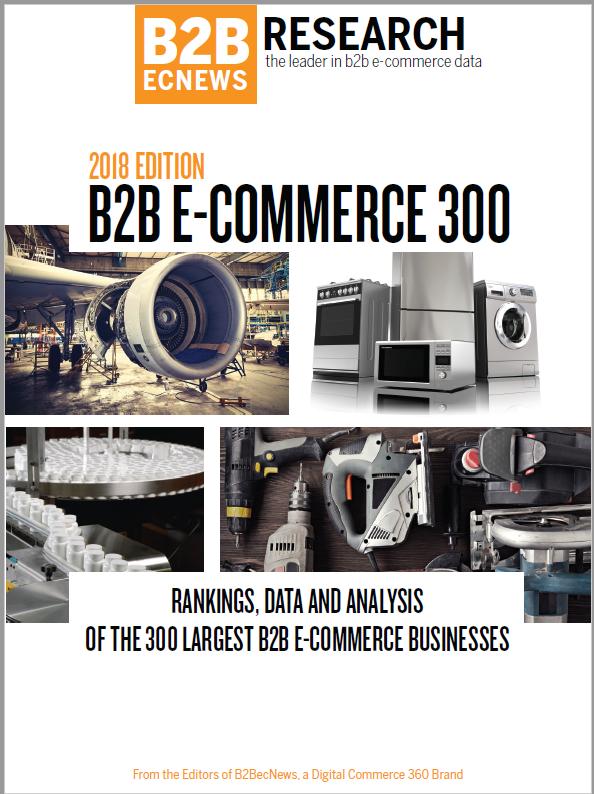 B2B
ECNEWS
RESEARCH
the leader in b2b e-commerce data
2018 EDITION
B2B E-COMMERCE 300
RANKINGS, DATA AND ANALYSIS
OF THE 300 LARGEST B2B E-COMMERCE BUSINESSES
From the Editors of B2BecNews, a Digital Commerce 360 Brand